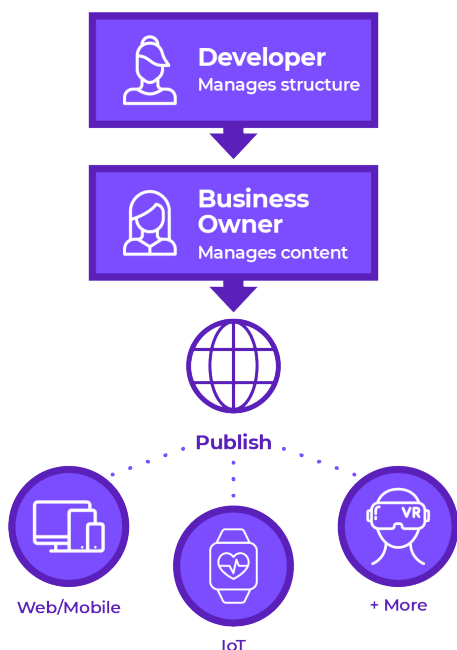 Developer
Manages structure
Business
Owner
Manages content
Publish
VR
Web/Mobile
+ More
IoT